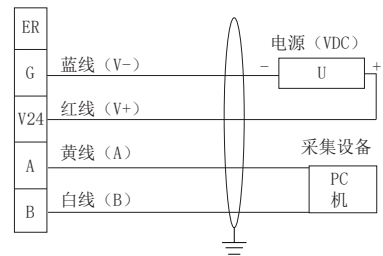 ER
电源（VDC）
G
蓝线（V-）
-
U
+
V24
红线（V+）
A
黄线（A）
采集设备
PC
机
B
白线（B）